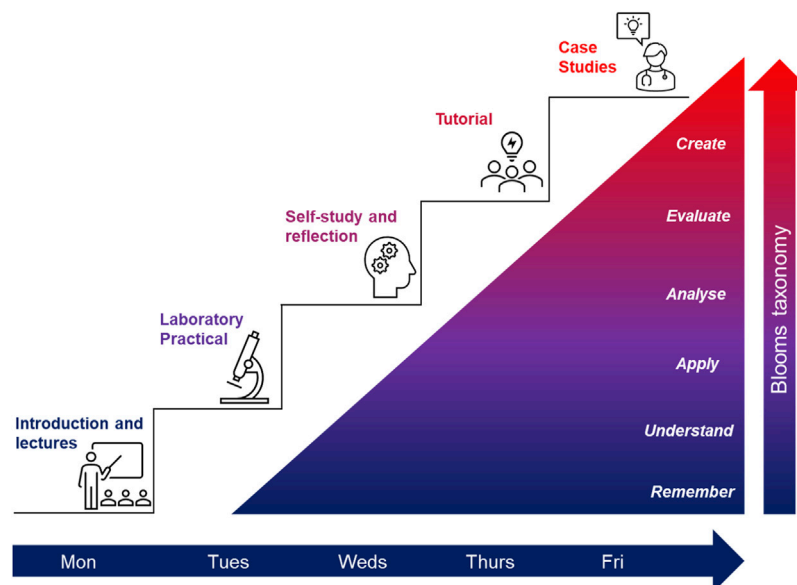 Case
Studies
Tutorial
Create
Self-study and
reflection
Evaluate
Laboratory
Practical
Analyse
Apply
Introduction and
lectures
Understand
Remember
Blooms taxonomy
Mon Tues Weds Thurs Fri